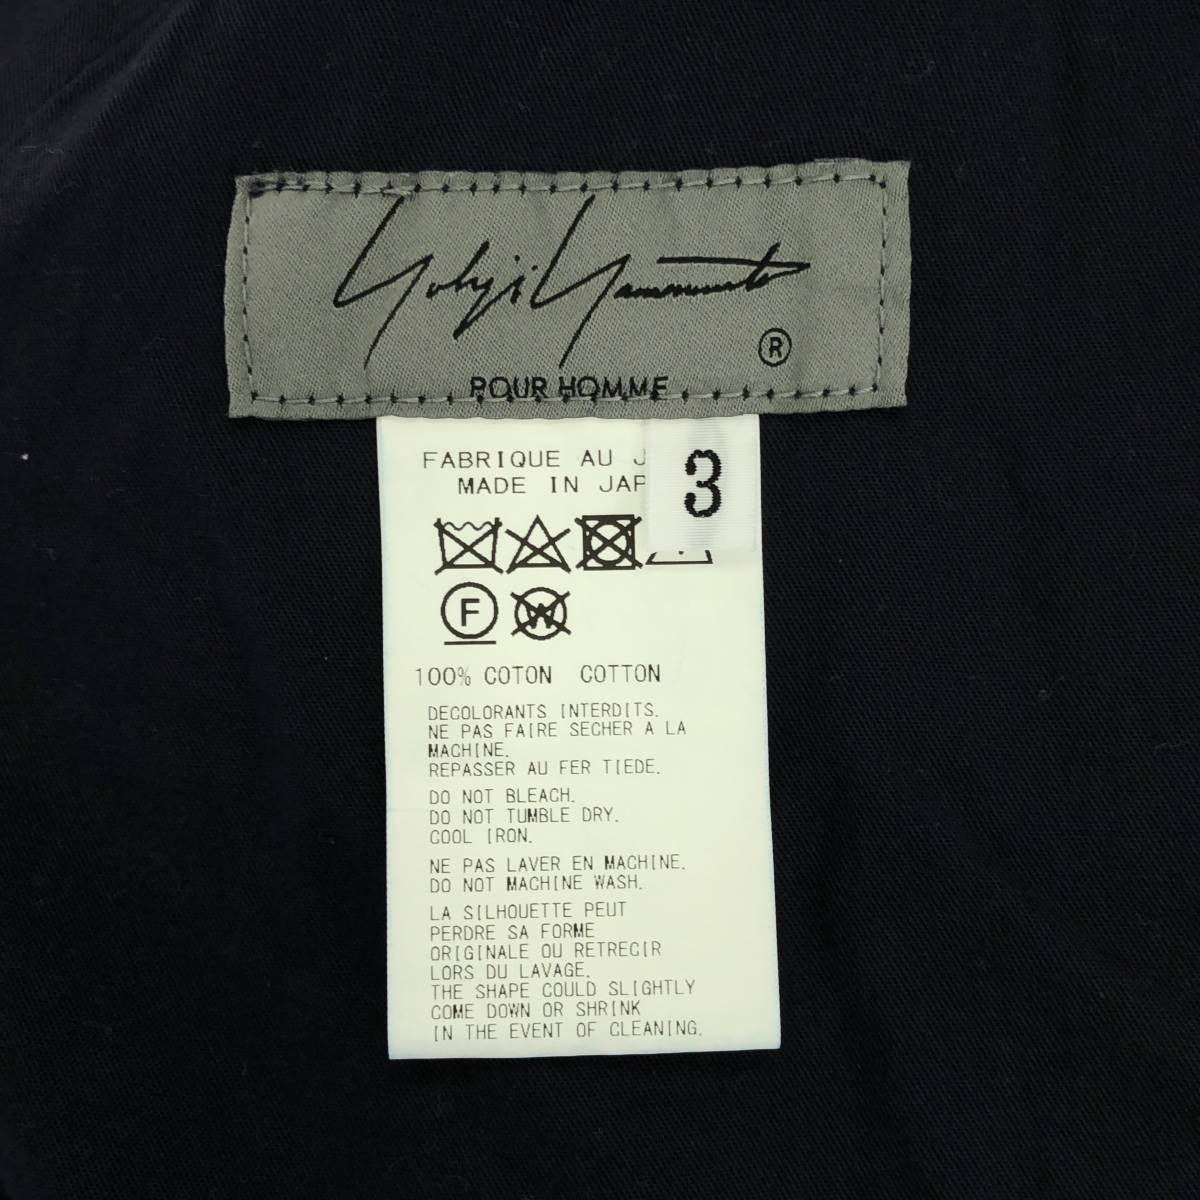 Yohji Yamamoto
®
POUR HOMME
3
FABRIQUE AU
MADE IN
F
W
100% COTON COTTON
DECOLORANTS INTERDITS.
NE PAS FAIRE SECHER A LA
MACHINE.
REPASSER AU FER TIEDE.
DO NOT BLEACH.
DO NOT TUMBLE DRY.
COOL IRON.
NE PAS LAVER EN MACHINE.
DO NOT MACHINE WASH.
LA SILHOUETTE PEUT
PERDRE SA FORME
ORIGINALE OU RETRECIR
LORS DU LAVAGE.
THE SHAPE COULD SLIGHTLY
COME DOWN OR SHRINK
IN THE EVENT OF CLEANING.